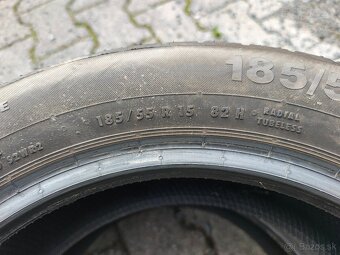 185/5
185/55 R 15 82 H RADIAL
TUBELESS
E
© Bazos.sk